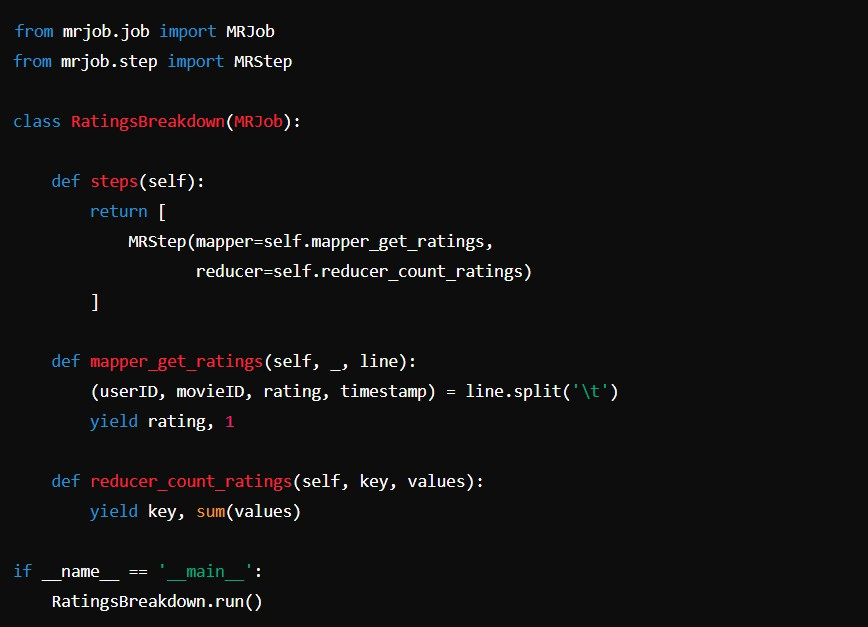 from mrjob.job import MRJob
from mrjob.step import MRStep

class RatingsBreakdown(MRJob):

    def steps(self):
        return [
            MRStep(mapper=self.mapper_get_ratings,
                   reducer=self.reducer_count_ratings)
        ]

    def mapper_get_ratings(self, _, line):
        (userID, movieID, rating, timestamp) = line.split('\t')
        yield rating, 1

    def reducer_count_ratings(self, key, values):
        yield key, sum(values)

if __name__ == '__main__':
    RatingsBreakdown.run()